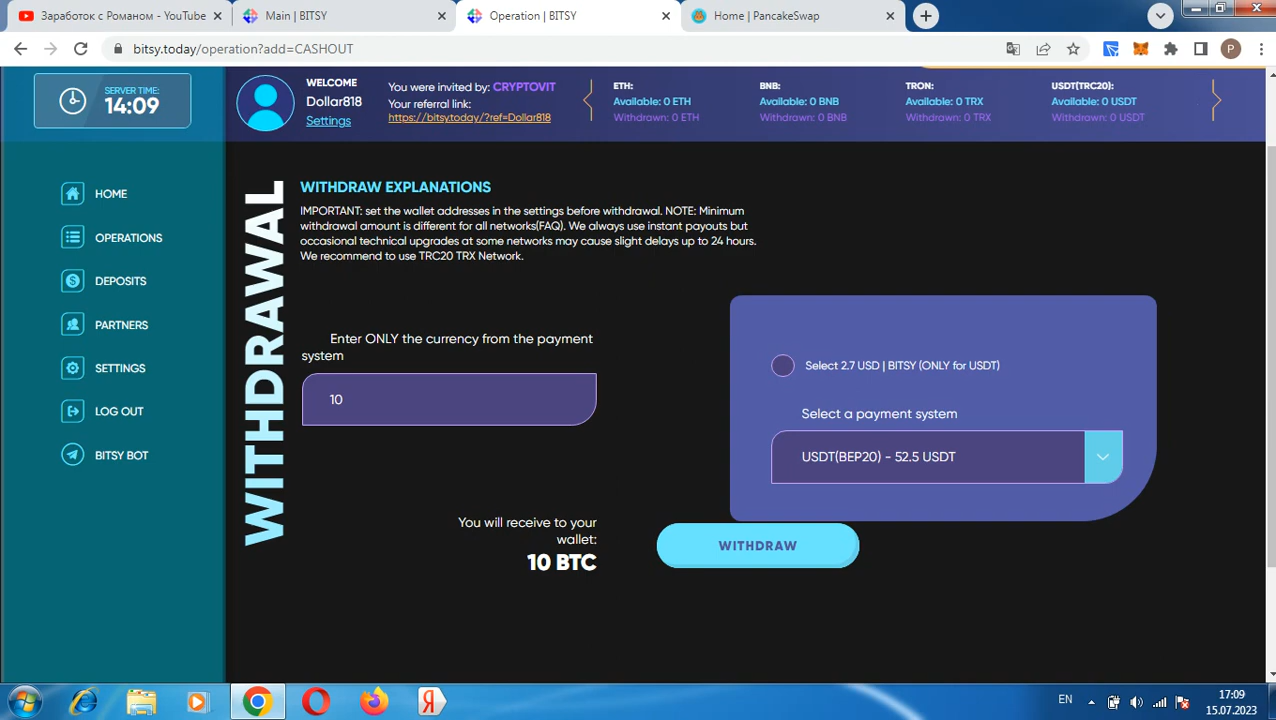 Заработок с Романом - YouTube
Main | BITSY
Operation | BITSY
Home | PancakeSwap
bitsy.today/operation?add=CASHOUT
P
SERVER TIME:
14:09
WELCOME
Dollar818
Settings
You were invited by: CRYPTOVIT
Your referral link:
https://bitsy.today/?ref=Dollar818
ETH:
Available: 0 ETH
Withdrawn: 0 ETH
BNB:
Available: 0 BNB
Withdrawn: 0 BNB
TRON:
Available: 0 TRX
Withdrawn: 0 TRX
USDT(TRC20):
Available: 0 USDT
Withdrawn: 0 USDT
HOME
OPERATIONS
DEPOSITS
PARTNERS
SETTINGS
LOG OUT
BITSY BOT
WITHDRAWAL
WITHDRAW EXPLANATIONS
IMPORTANT: set the wallet addresses in the settings before withdrawal. NOTE: Minimum
withdrawal amount is different for all networks(FAQ). We always use instant payouts but
occasional technical upgrades at some networks may cause slight delays up to 24 hours.
We recommend to use TRC20 TRX Network.
Enter ONLY the currency from the payment
system
10
Select 2.7 USD | BITSY (ONLY for USDT)
Select a payment system
USDT(BEP20) - 52.5 USDT
You will receive to your
wallet:
10 BTC
WITHDRAW
EN
17:09
15.07.2023